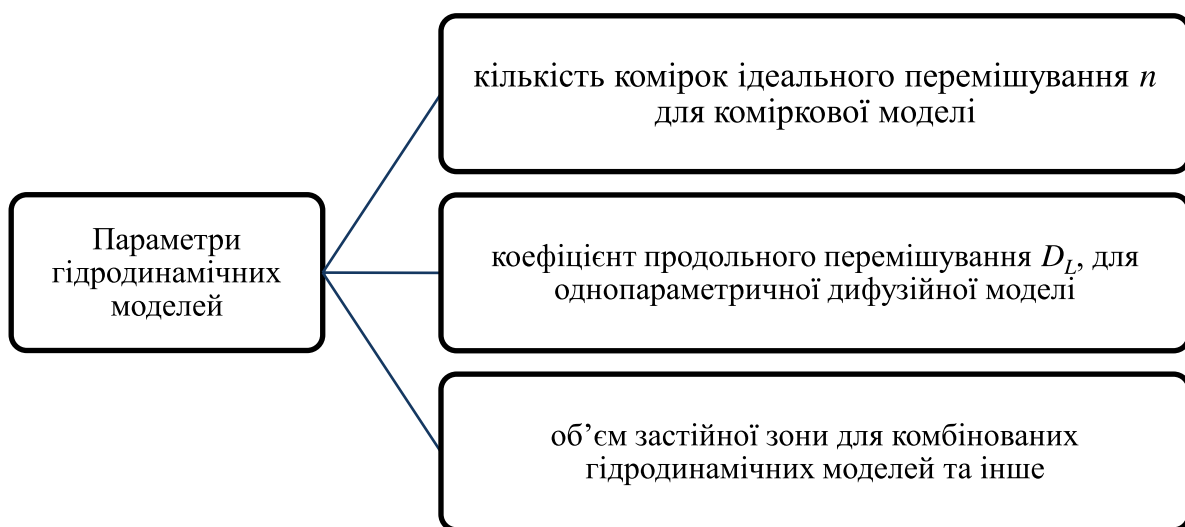 кількість комірок ідеального перемішування n
для коміркової моделі
Параметри
гідродинамічних
моделей
коефіцієнт продольного перемішування D_L, для
однопараметричної дифузійної моделі
об’єм застійної зони для комбінованих
гідродинамічних моделей та інше